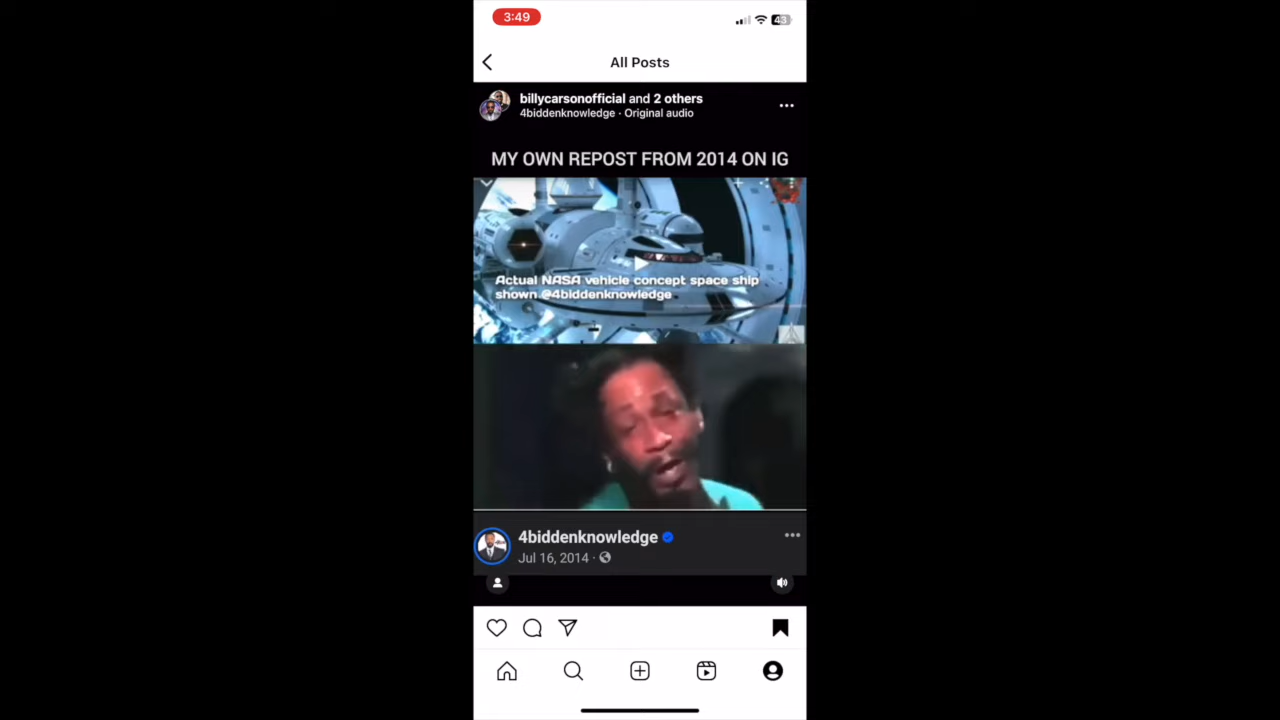 3:49
43
All Posts
billycarsonofficial and 2 others
4biddenknowledge · Original audio
MY OWN REPOST FROM 2014 ON IG
Actual NASA vehicle concept space ship
shown @4biddenknowledge
4biddenknowledge
Jul 16, 2014 ·